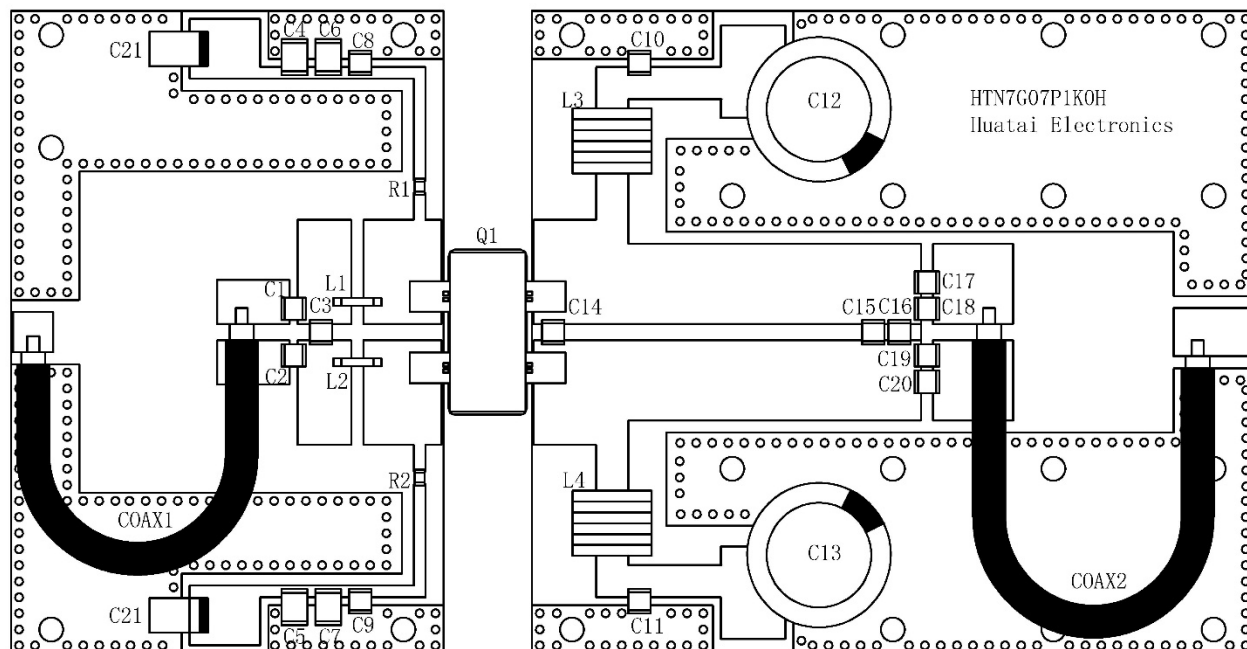 C21
C4
C6
C8
C10
C12
L3
HTN7G07P1K0H
Huatai Electronics
R1
Q1
C1
C3
L1
C14
C15
C16
C17
C18
C2
L2
C19
C20
R2
L4
COAX1
C13
COAX2
C21
C5
C7
C9
C11